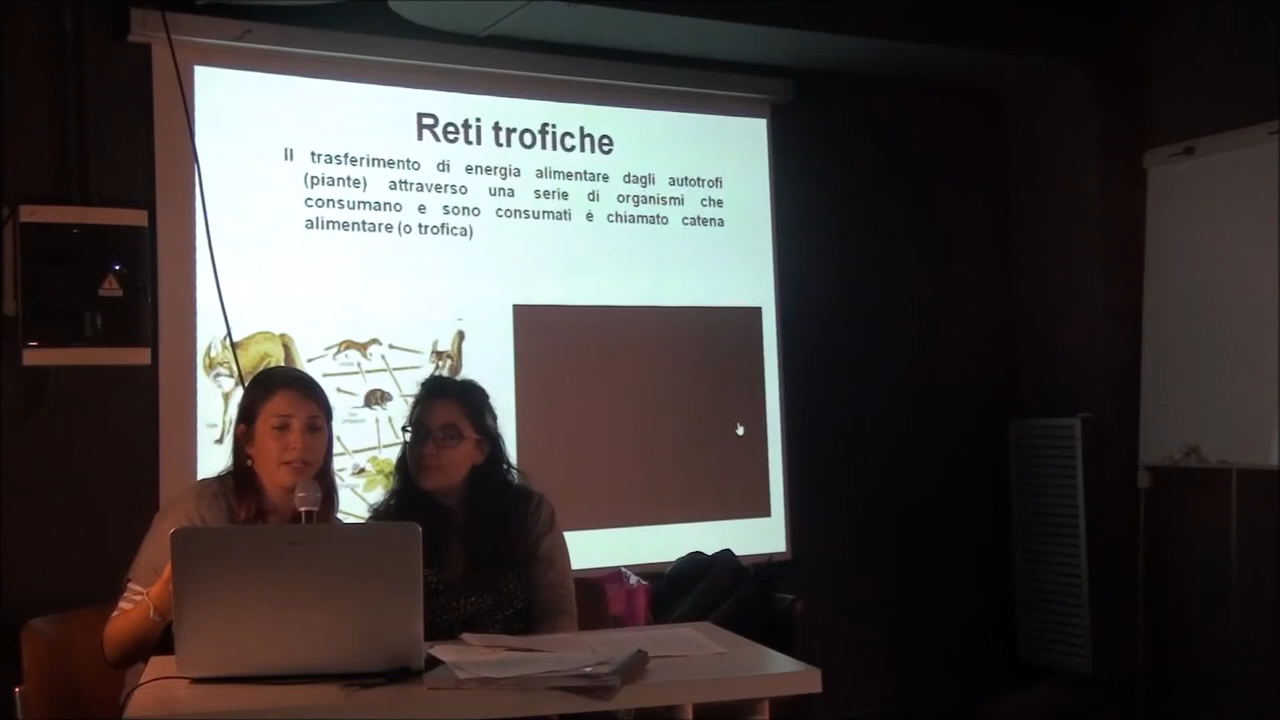 Reti trofiche
Il trasferimento di energia alimentare dagli autotrofi
(piante) attraverso una serie di organismi che
consumano e sono consumati è chiamato catena
alimentare (o trofica)